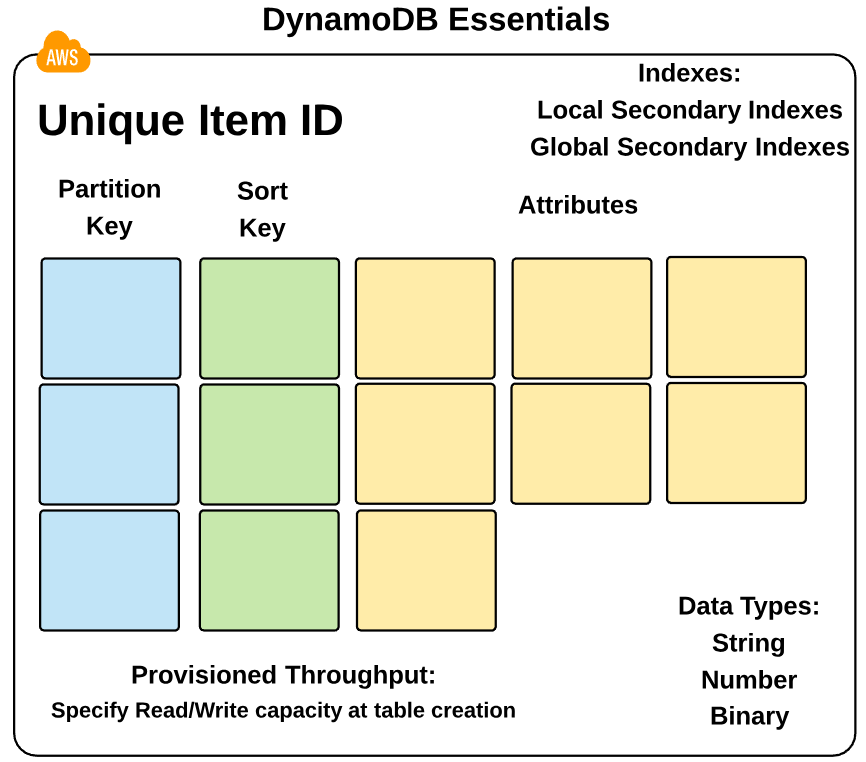 DynamoDB Essentials
AWS
Indexes:
Local Secondary Indexes
Global Secondary Indexes
Unique Item ID
Partition
Key
Sort
Key
Attributes
Data Types:
String
Number
Binary
Provisioned Throughput:
Specify Read/Write capacity at table creation